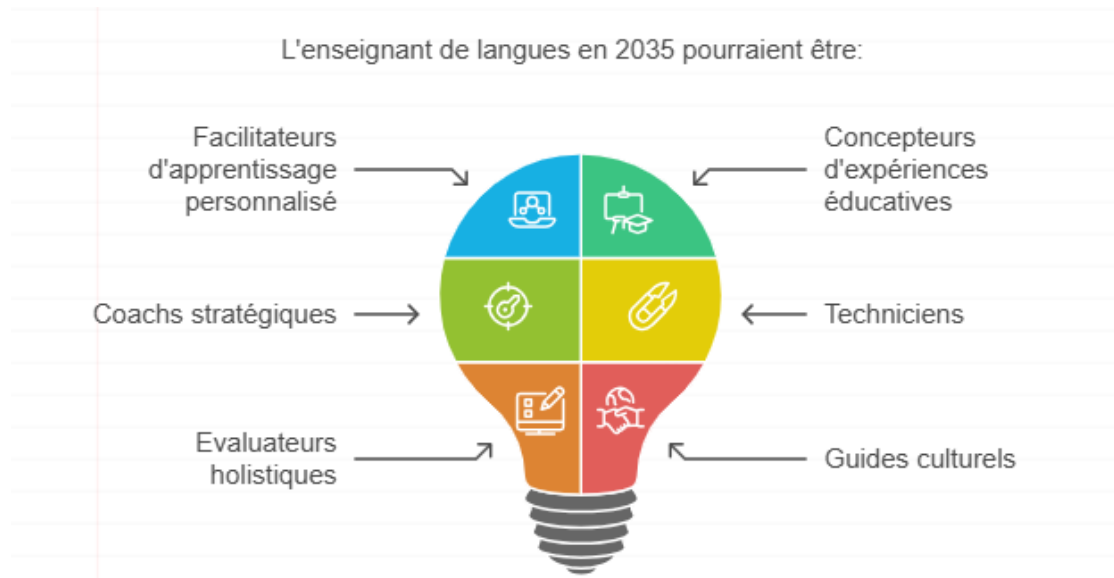 L'enseignant de langues en 2035 pourraient être:
Facilitateurs
d'apprentissage
personnalisé
Concepteurs
d'expériences
éducatives
Coachs stratégiques
Techniciens
Evaluateurs
holistiques
Guides culturels